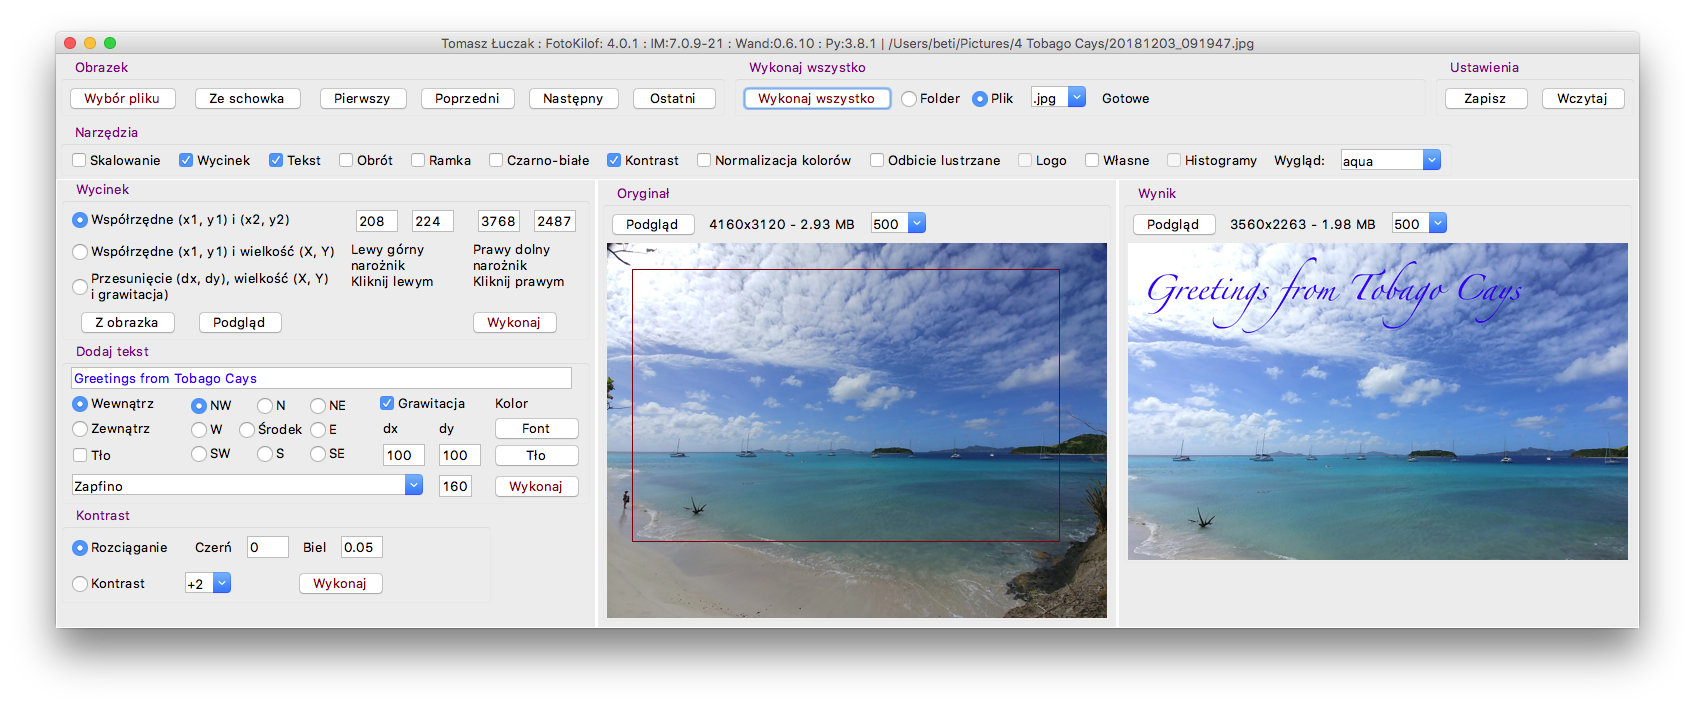 Tomasz Łuczak : FotoKilof: 4.0.1 : IM:7.0.9-21 : Wand:0.6.10 : Py:3.8.1 | /Users/beti/Pictures/4 Tobago Cays/20181203_091947.jpg
Obrazek
Wybór pliku Ze schowka Pierwszy Poprzedni Następny Ostatni
Wykonaj wszystko
Wykonaj wszystko Folder Plik .jpg Gotowe
Ustawienia
Zapisz Wczytaj
Narzędzia
Skalowanie Wycinek Tekst Obrót Ramka Czarno-białe Kontrast Normalizacja kolorów Odbicie lustrzane Logo Własne Histogramy Wygląd: aqua
Wycinek
Współrzędne (x1, y1) i (x2, y2) 208 224 3768 2487
Współrzędne (x1, y1) i wielkość (X, Y)
Przesunięcie (dx, dy), wielkość (X, Y)
i grawitacja)
Lewy górny
narożnik
Kliknij lewym
Prawy dolny
narożnik
Kliknij prawym
Z obrazka Podgląd Wykonaj
Dodaj tekst
Greetings from Tobago Cays
Wewnątrz NW N NE Grawitacja Kolor
Zewnątrz W Środek E dx dy Font
Tło SW S SE 100 100 Tło
Zapfino 160 Wykonaj
Kontrast
Rozciąganie Czerń 0 Biel 0.05
Kontrast +2 Wykonaj
Oryginał
Podgląd 4160x3120 - 2.93 MB 500
Wynik
Podgląd 3560x2263 - 1.98 MB 500
Greetings from Tobago Cays